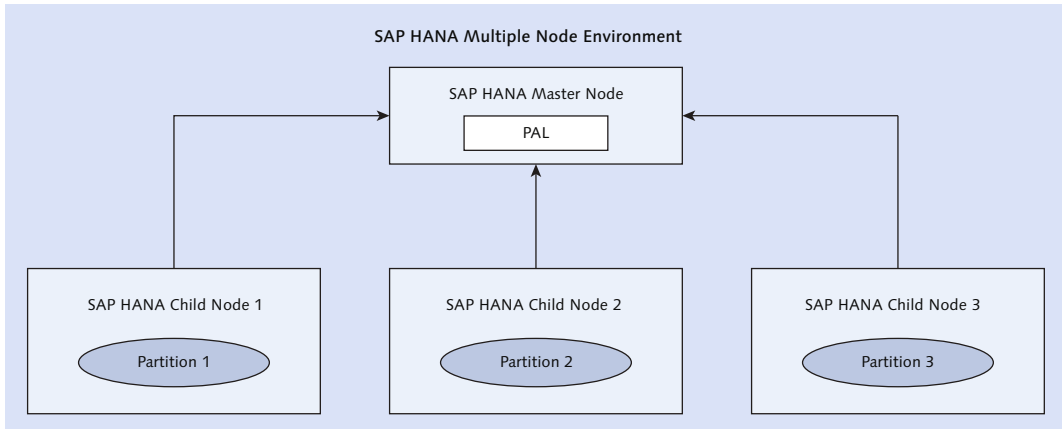 SAP HANA Multiple Node Environment
SAP HANA Master Node
PAL
SAP HANA Child Node 1
SAP HANA Child Node 2
SAP HANA Child Node 3
Partition 1
Partition 2
Partition 3